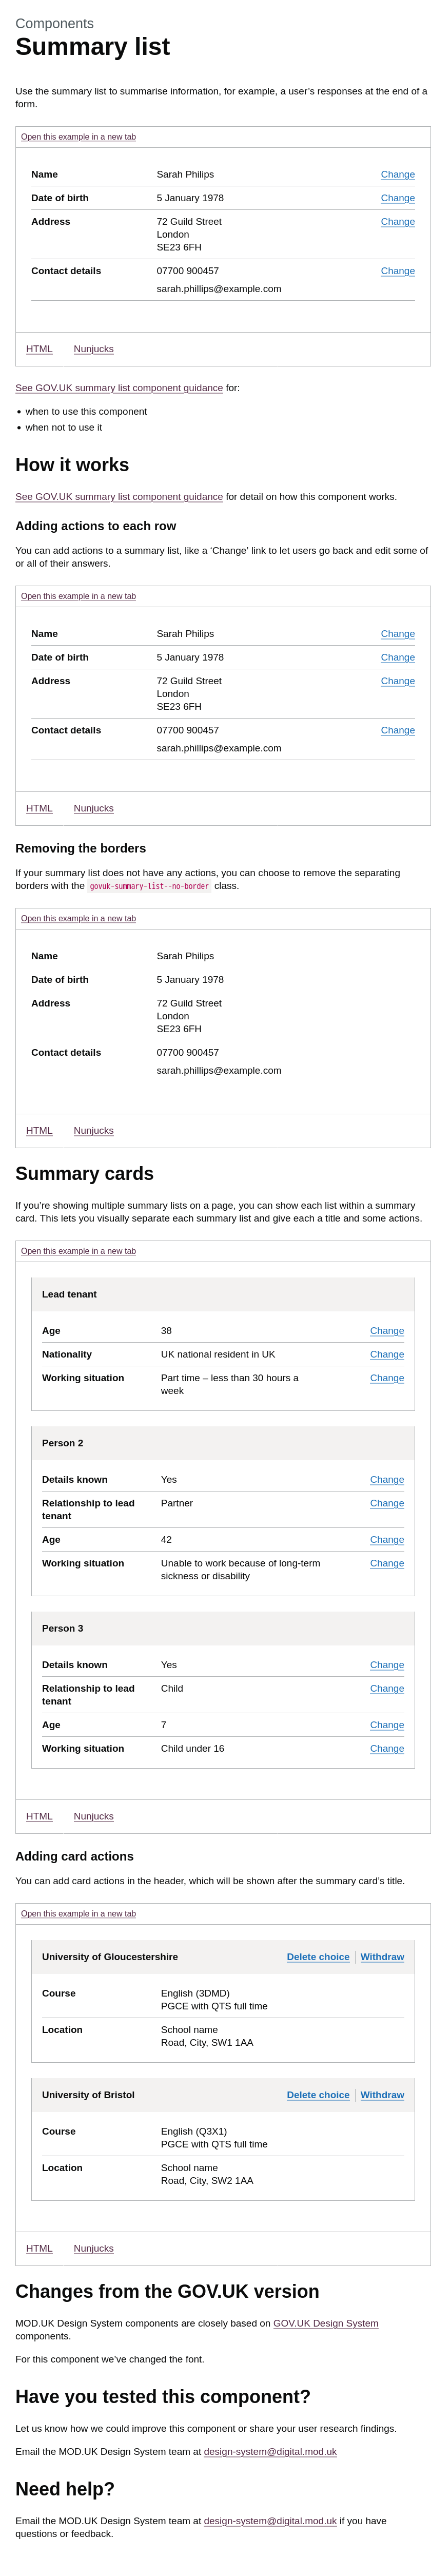 Components
Summary list
Use the summary list to summarise information, for example, a user’s responses at the end of a
form.
Open this example in a new tab
Name Sarah Philips Change
Date of birth 5 January 1978 Change
Address 72 Guild Street Change
London
SE23 6FH
Contact details 07700 900457 Change
sarah.phillips@example.com
HTML Nunjucks
See GOV.UK summary list component guidance for:
• when to use this component
• when not to use it
How it works
See GOV.UK summary list component guidance for detail on how this component works.
Adding actions to each row
You can add actions to a summary list, like a ‘Change’ link to let users go back and edit some of
or all of their answers.
Open this example in a new tab
Name Sarah Philips Change
Date of birth 5 January 1978 Change
Address 72 Guild Street Change
London
SE23 6FH
Contact details 07700 900457 Change
sarah.phillips@example.com
HTML Nunjucks
Removing the borders
If your summary list does not have any actions, you can choose to remove the separating
borders with the govuk-summary-list--no-border class.
Open this example in a new tab
Name Sarah Philips
Date of birth 5 January 1978
Address 72 Guild Street
London
SE23 6FH
Contact details 07700 900457
sarah.phillips@example.com
HTML Nunjucks
Summary cards
If you’re showing multiple summary lists on a page, you can show each list within a summary
card. This lets you visually separate each summary list and give each a title and some actions.
Open this example in a new tab
Lead tenant
Age 38 Change
Nationality UK national resident in UK Change
Working situation Part time – less than 30 hours a Change
week
Person 2
Details known Yes Change
Relationship to lead Partner Change
tenant
Age 42 Change
Working situation Unable to work because of long-term Change
sickness or disability
Person 3
Details known Yes Change
Relationship to lead Child Change
tenant
Age 7 Change
Working situation Child under 16 Change
HTML Nunjucks
Adding card actions
You can add card actions in the header, which will be shown after the summary card’s title.
Open this example in a new tab
University of Gloucestershire Delete choice Withdraw
Course English (3DMD)
PGCE with QTS full time
Location School name
Road, City, SW1 1AA
University of Bristol Delete choice Withdraw
Course English (Q3X1)
PGCE with QTS full time
Location School name
Road, City, SW2 1AA
HTML Nunjucks
Changes from the GOV.UK version
MOD.UK Design System components are closely based on GOV.UK Design System
components.
For this component we’ve changed the font.
Have you tested this component?
Let us know how we could improve this component or share your user research findings.
Email the MOD.UK Design System team at design-system@digital.mod.uk
Need help?
Email the MOD.UK Design System team at design-system@digital.mod.uk if you have
questions or feedback.